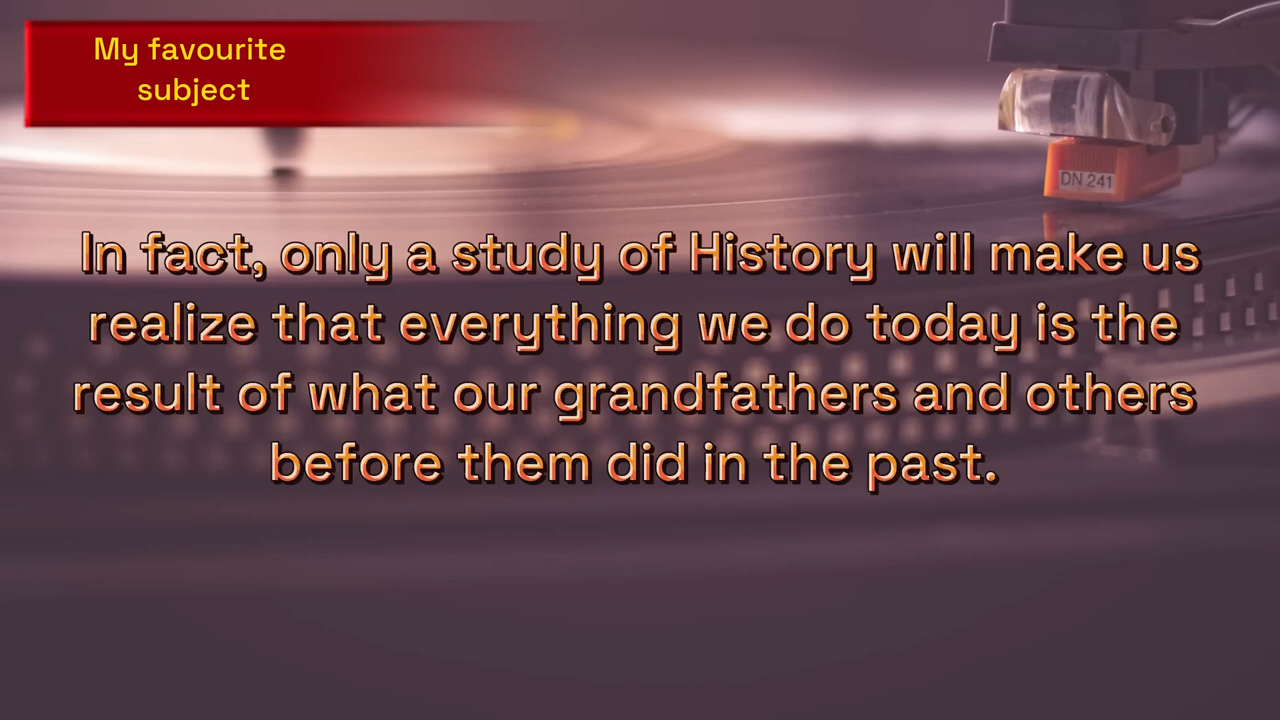 My favourite
subject
DN 241
In fact, only a study of History will make us
realize that everything we do today is the
result of what our grandfathers and others
before them did in the past.